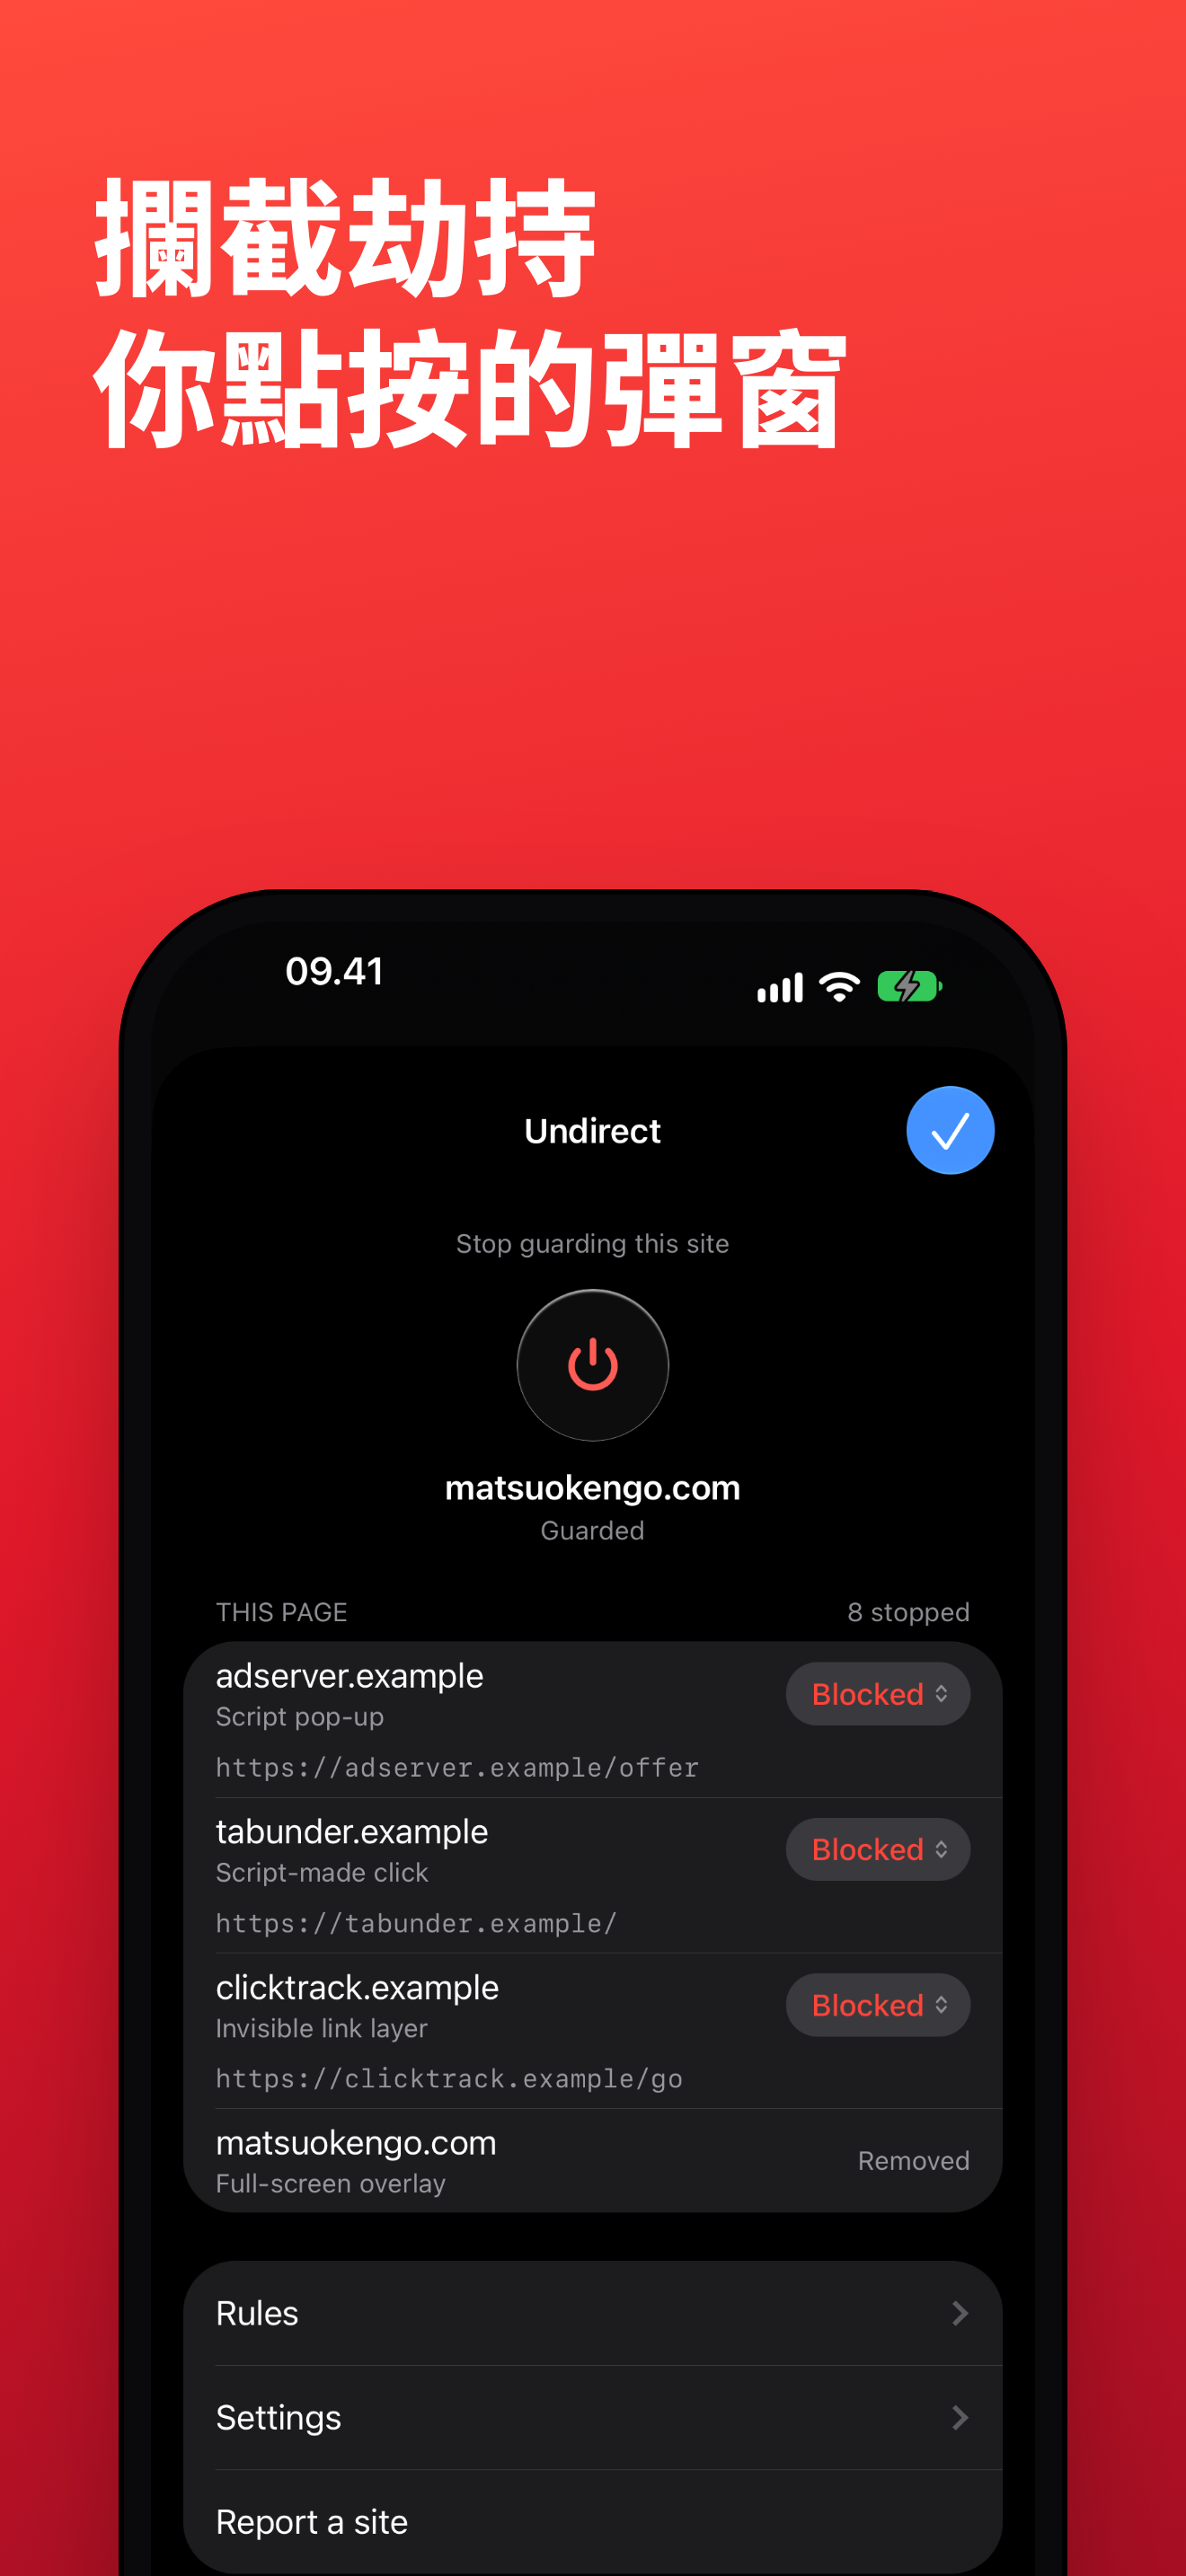 攔截劫持
你點按的彈窗
09.41
Undirect
Stop guarding this site
matsuokengo.com
Guarded
THIS PAGE 8 stopped
adserver.example Blocked
Script pop-up
https://adserver.example/offer
tabunder.example Blocked
Script-made click
https://tabunder.example/
clicktrack.example Blocked
Invisible link layer
https://clicktrack.example/go
matsuokengo.com Removed
Full-screen overlay
Rules
Settings
Report a site